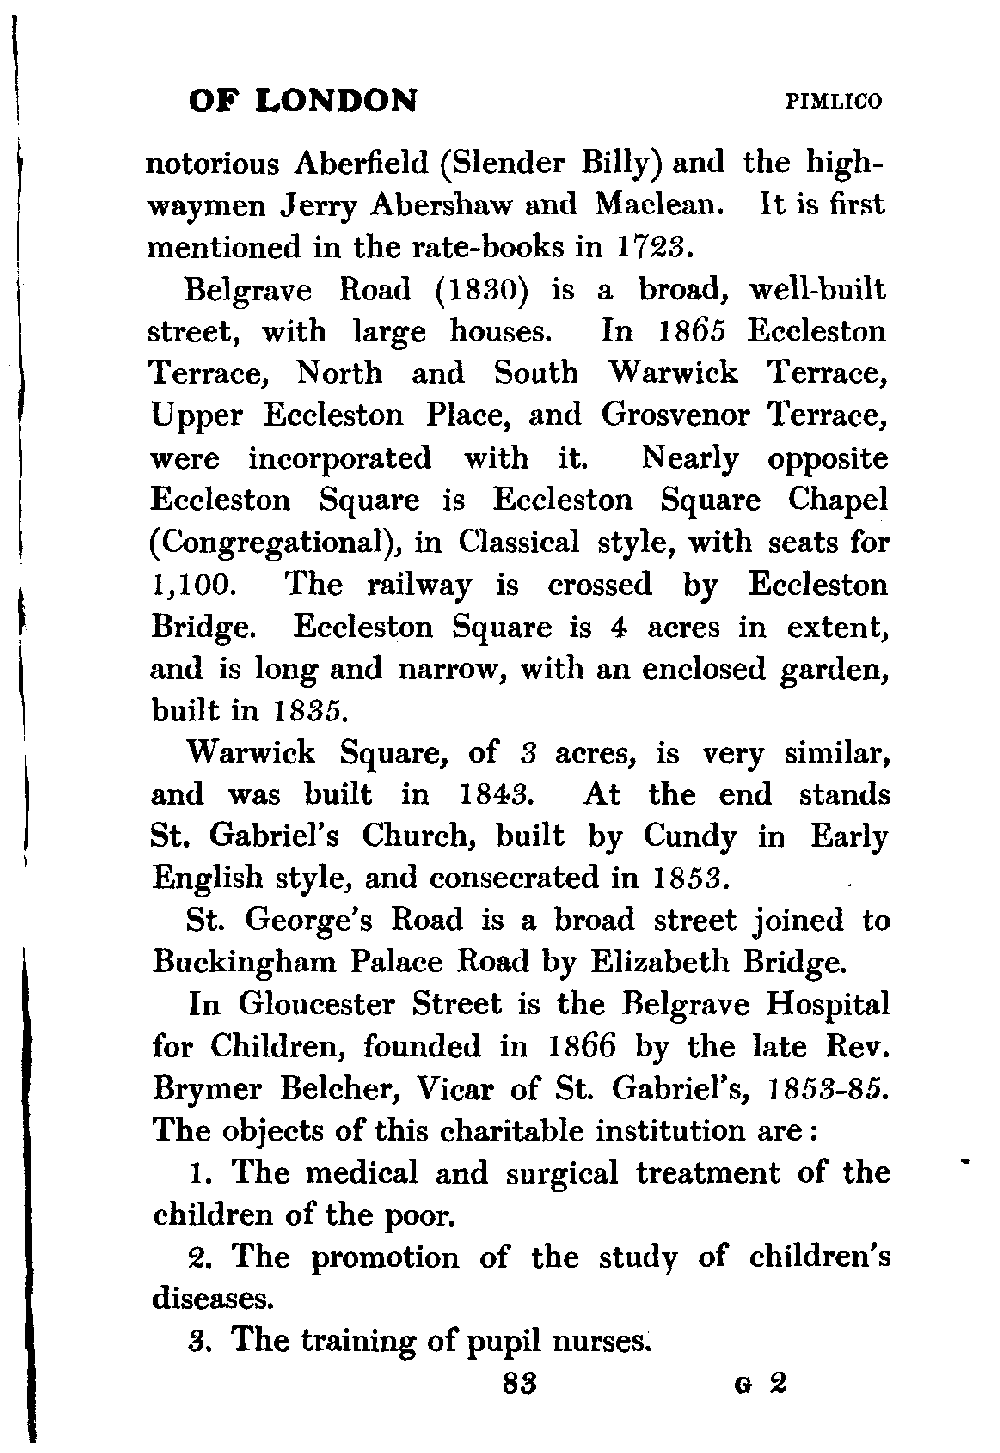 OF LONDON PIMLICO
notorious Aberfield (Slender Billy) and the high-
waymen Jerry Abershaw and Maclean. It is first
mentioned in the rate-books in 1723.
Belgrave Road (1830) is a broad, well-built
street, with large houses. In 1865 Eccleston
Terrace, North and South Warwick Terrace,
Upper Eccleston Place, and Grosvenor Terrace,
were incorporated with it. Nearly opposite
Eccleston Square is Eccleston Square Chapel
(Congregational), in Classical style, with seats for
1,100. The railway is crossed by Eccleston
Bridge. Eccleston Square is 4 acres in extent,
and is long and narrow, with an enclosed garden,
built in 1835.
Warwick Square, of 3 acres, is very similar,
and was built in 1843. At the end stands
St. Gabriel's Church, built by Cundy in Early
English style, and consecrated in 1853.
St. George's Road is a broad street joined to
Buckingham Palace Road by Elizabeth Bridge.
In Gloucester Street is the Belgrave Hospital
for Children, founded in 1866 by the late Rev.
Brymer Belcher, Vicar of St. Gabriel's, 1853-85.
The objects of this charitable institution are:
1. The medical and surgical treatment of the
children of the poor.
2. The promotion of the study of children's
diseases.
3. The training of pupil nurses.
83 G 2